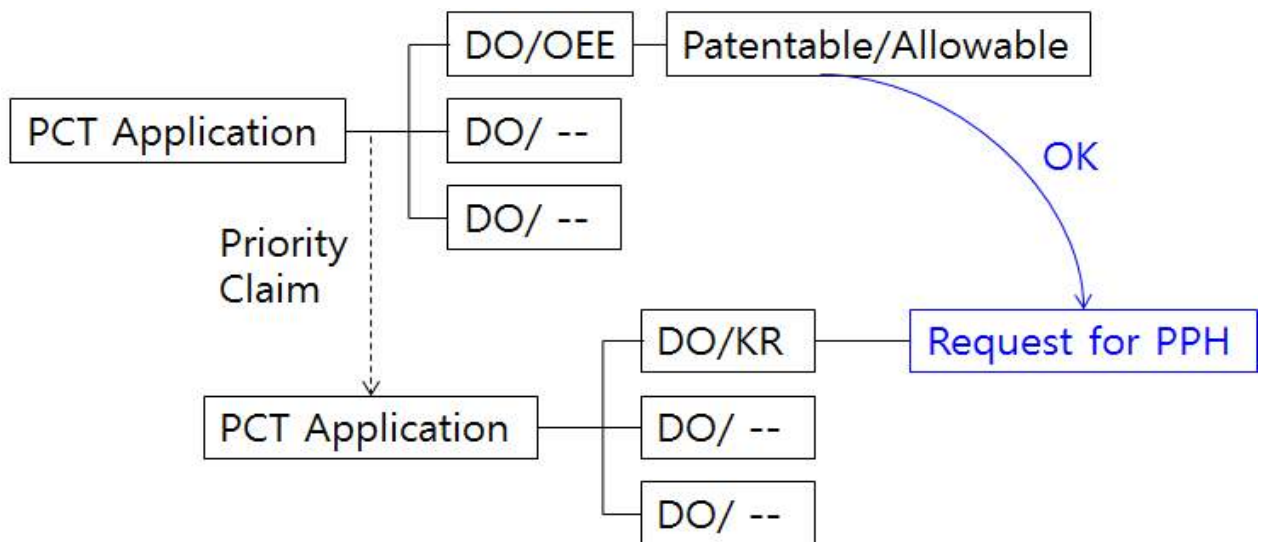 DO/OEE
Patentable/Allowable
PCT Application
DO/ --
OK
DO/ --
Priority
Claim
DO/KR
Request for PPH
PCT Application
DO/ --
DO/ --